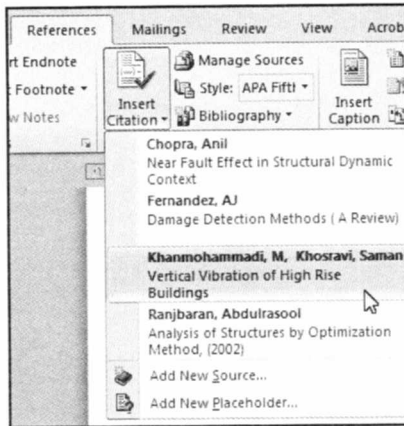 References Mailings Review View Acrob
rt Endnote
Footnote
w Notes
Insert
Citation
Manage Sources
Style: APA Fifth
Bibliography
Insert
Caption
Chopra, Anil
Near Fault Effect in Structural Dynamic
Context
Fernandez, AJ
Damage Detection Methods ( A Review)
Khanmohammadi, M, Khosravi, Saman
Vertical Vibration of High Rise
Buildings
Ranjbaran, Abdulrasool
Analysis of Structures by Optimization
Method, (2002)
Add New Source...
Add New Placeholder...